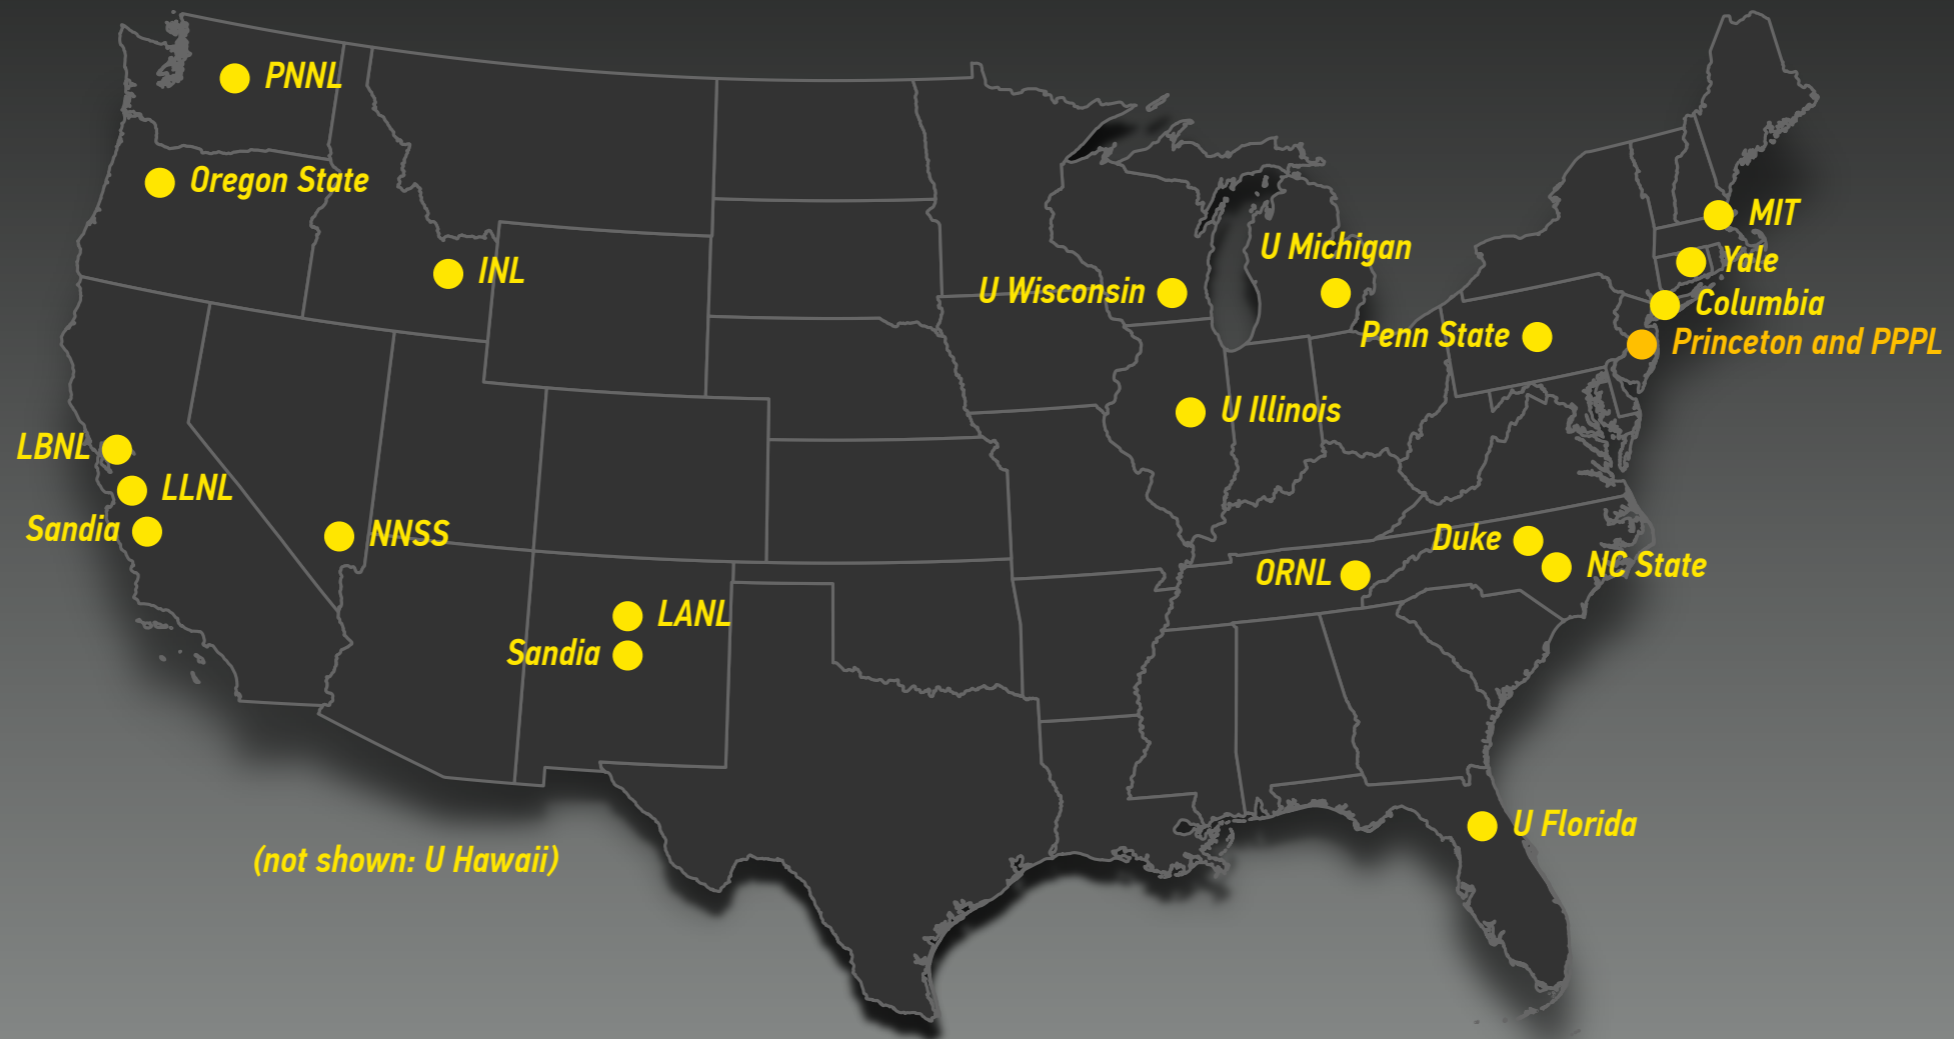 PNNL
Oregon State
MIT
U Michigan
Yale
INL
U Wisconsin
Columbia
Penn State
Princeton and PPPL
U Illinois
LBNL
LLNL
Sandia
NNSS
Duke
NC State
ORNL
LANL
Sandia
U Florida
(not shown: U Hawaii)